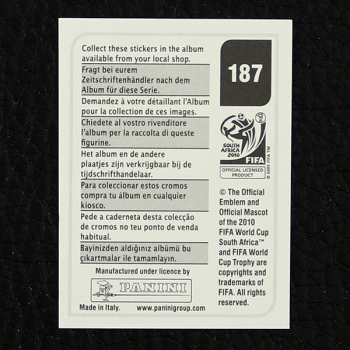 Collect these stickers in the album
available from your local shop.
Fragt bei eurem
Zeitschriftenhändler nach dem
Album für diese Serie.
Demandez à votre détaillant l'Album
pour la collection de ces images.
Chiedete al vostro rivenditore
l'album per la raccolta di queste
figurine.
Het album en de andere
plaatjes zijn verkrijgbaar bij de
tijdschrifthandelaar.
Para coleccionar estos cromos
compra tu álbum en cualquier
kiosco.
Pede a caderneta desta colecção
de cromos no teu ponto de venda
habitual.
Bayinizden aldığınız albümü bu
çıkartmalar ile tamamlayın.
Manufactured under licence by
PANINI
Made in Italy. www.paninigroup.com
187
SOUTH AFRICA
2010
FIFA
OFFICIAL LICENSED
PRODUCT
© The Official
Emblem and
Official Mascot
of the 2010
FIFA World Cup
South Africa™
and FIFA World
Cup Trophy are
copyrights and
trademarks of
FIFA. All rights
reserved.